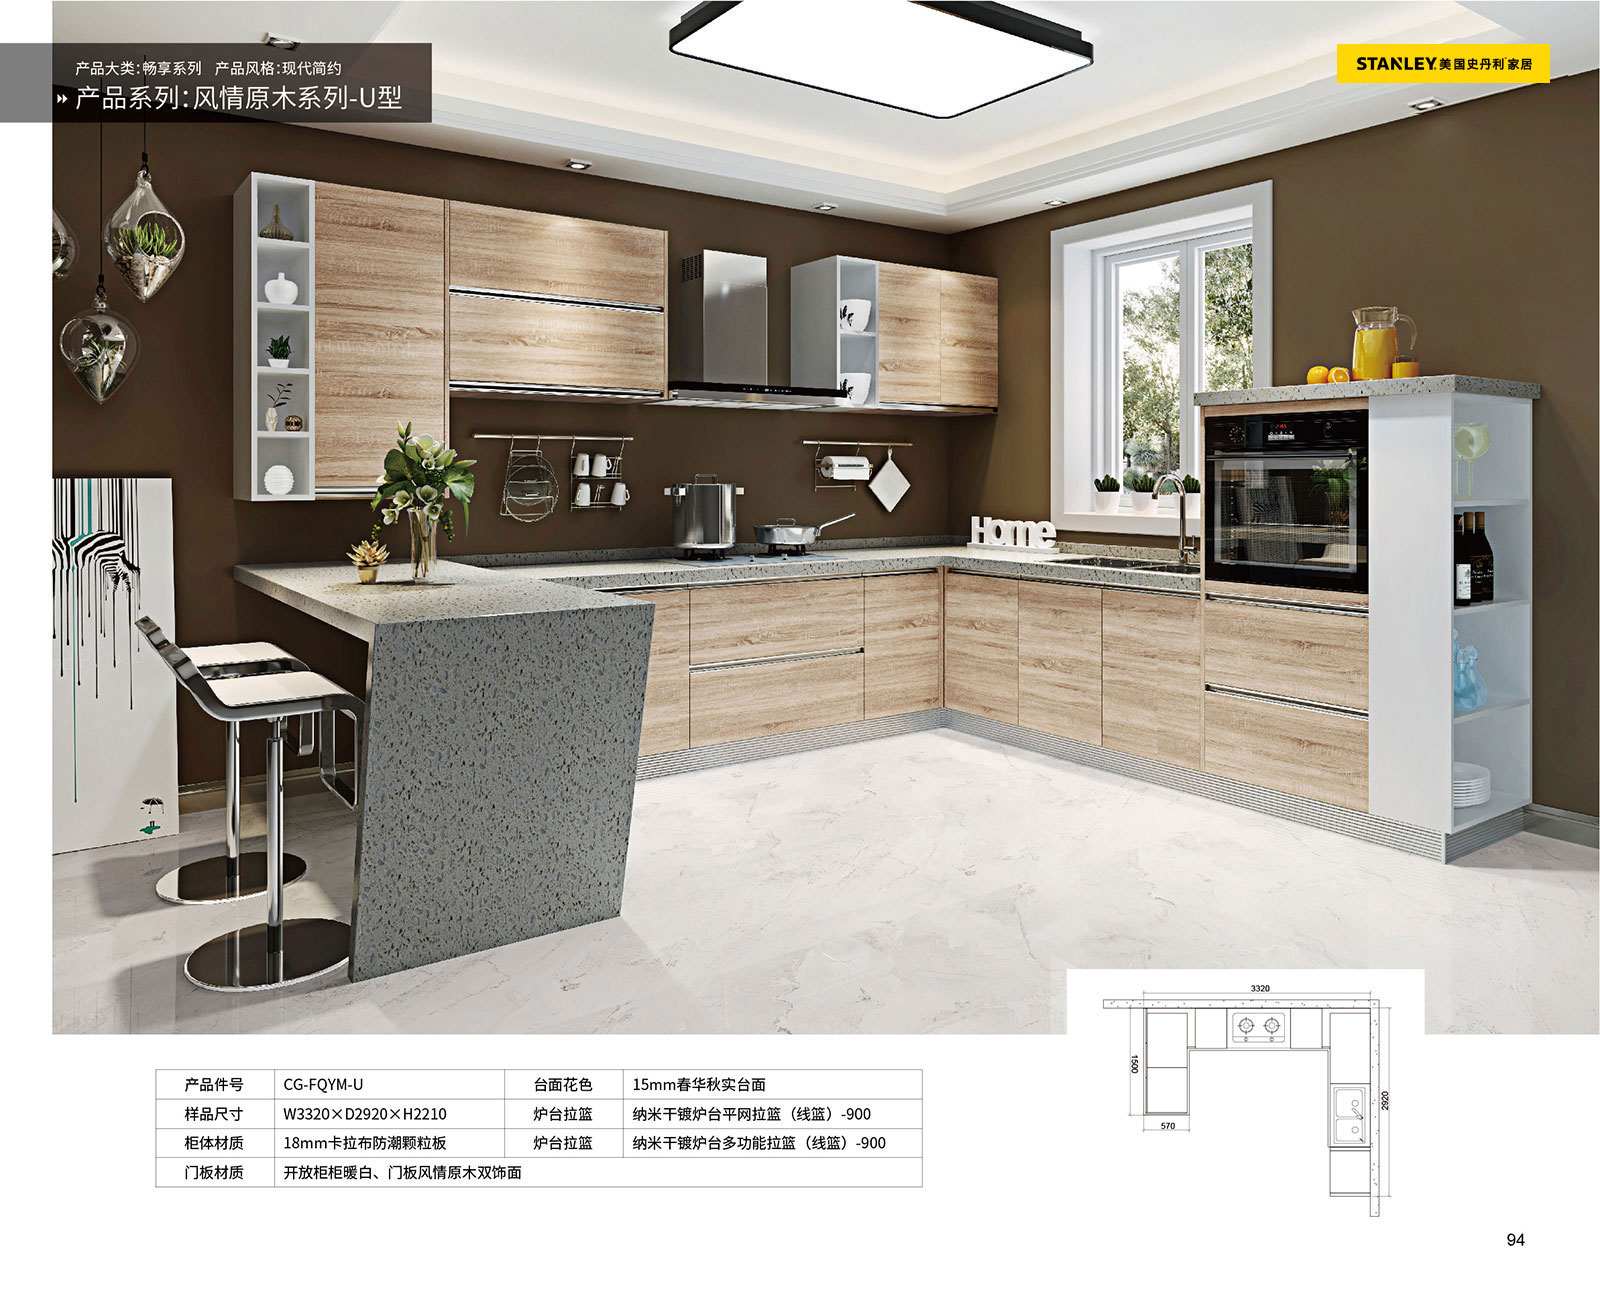 产品大类:畅享系列 产品风格:现代简约
产品系列:风情原木系列-U型
STANLEY 美国史丹利家居
Home
3320
1500
2920
570
产品件号 CG-FQYM-U 台面花色 15mm春华秋实台面
样品尺寸 W3320×D2920×H2210 炉台拉篮 纳米干镀炉台平网拉篮（线篮）-900
柜体材质 18mm卡拉布防潮颗粒板 炉台拉篮 纳米干镀炉台多功能拉篮（线篮）-900
门板材质 开放柜柜暖白、门板风情原木双饰面
94